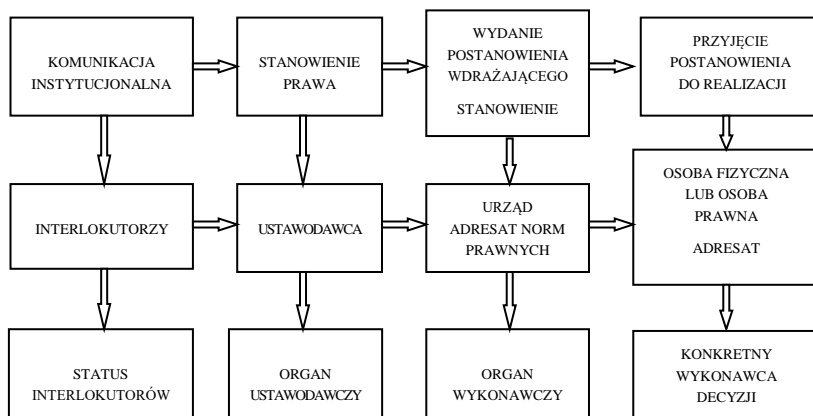 KOMUNIKACJA
INSTYTUCJONALNA
STANOWIENIE
PRAWA
WYDANIE
POSTANOWIENIA
WDRAŻAJĄCEGO
STANOWIENIE
PRZYJĘCIE
POSTANOWIENIA
DO REALIZACJI
INTERLOKUTORZY
USTAWODAWCA
URZĄD
ADRESAT NORM
PRAWNYCH
OSOBA FIZYCZNA
LUB OSOBA
PRAWNA
ADRESAT
STATUS
INTERLOKUTORÓW
ORGAN
USTAWODAWCZY
ORGAN
WYKONAWCZY
KONKRETNY
WYKONAWCA
DECYZJI